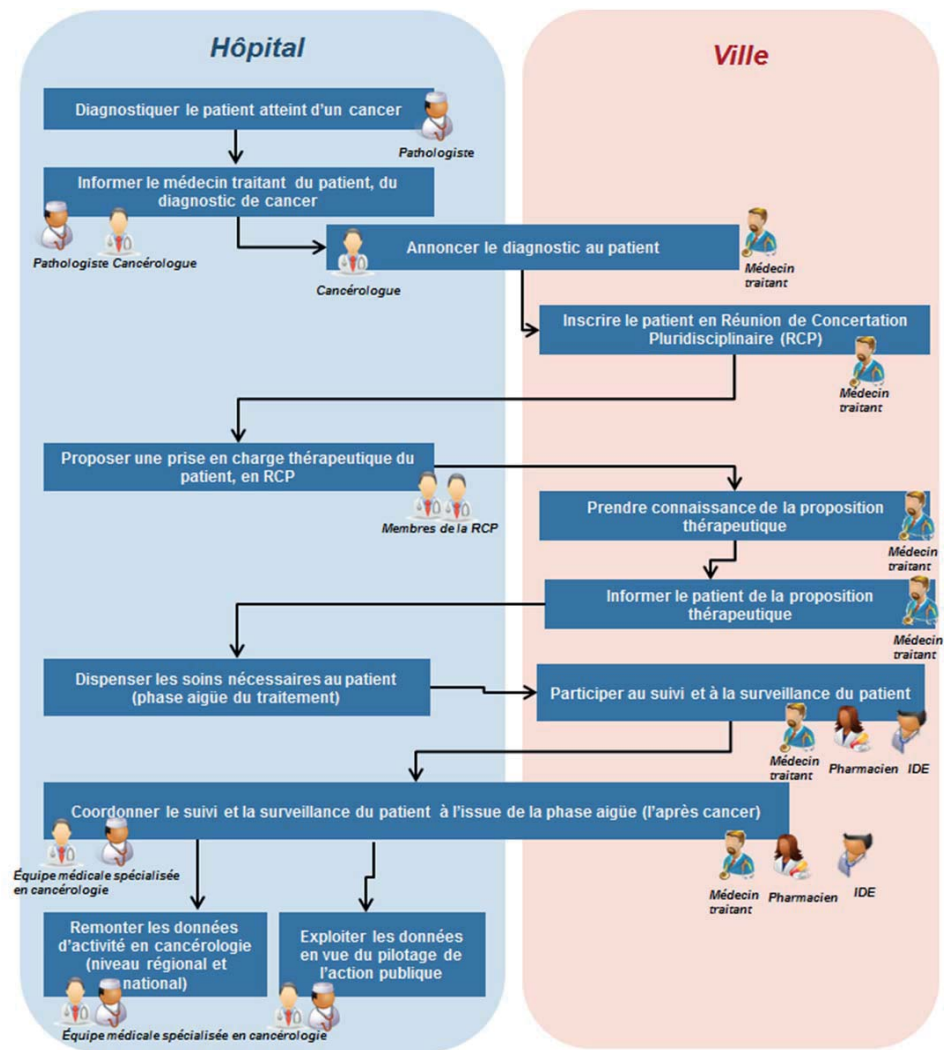 Hôpital
Ville
Diagnostiquer le patient atteint d'un cancer
Pathologiste
Informer le médecin traitant du patient, du
diagnostic de cancer
Pathologiste Cancérologue
Annoncer le diagnostic au patient
Cancérologue
Médecin
traitant
Inscrire le patient en Réunion de Concertation
Pluridisciplinaire (RCP)
Médecin
traitant
Proposer une prise en charge thérapeutique du
patient, en RCP
Membres de la RCP
Prendre connaissance de la proposition
thérapeutique
Médecin
traitant
Informer le patient de la proposition
thérapeutique
Médecin
traitant
Dispenser les soins nécessaires au patient
(phase aigüe du traitement)
Participer au suivi et à la surveillance du patient
Médecin
traitant
Pharmacien
IDE
Coordonner le suivi et la surveillance du patient à l'issue de la phase aigüe (l'après cancer)
Équipe médicale spécialisée
en cancérologie
Médecin
traitant
Pharmacien
IDE
Remonter les données
d'activité en cancérologie
(niveau régional et
national)
Exploiter les données
en vue du pilotage de
l'action publique
Équipe médicale spécialisée en cancérologie